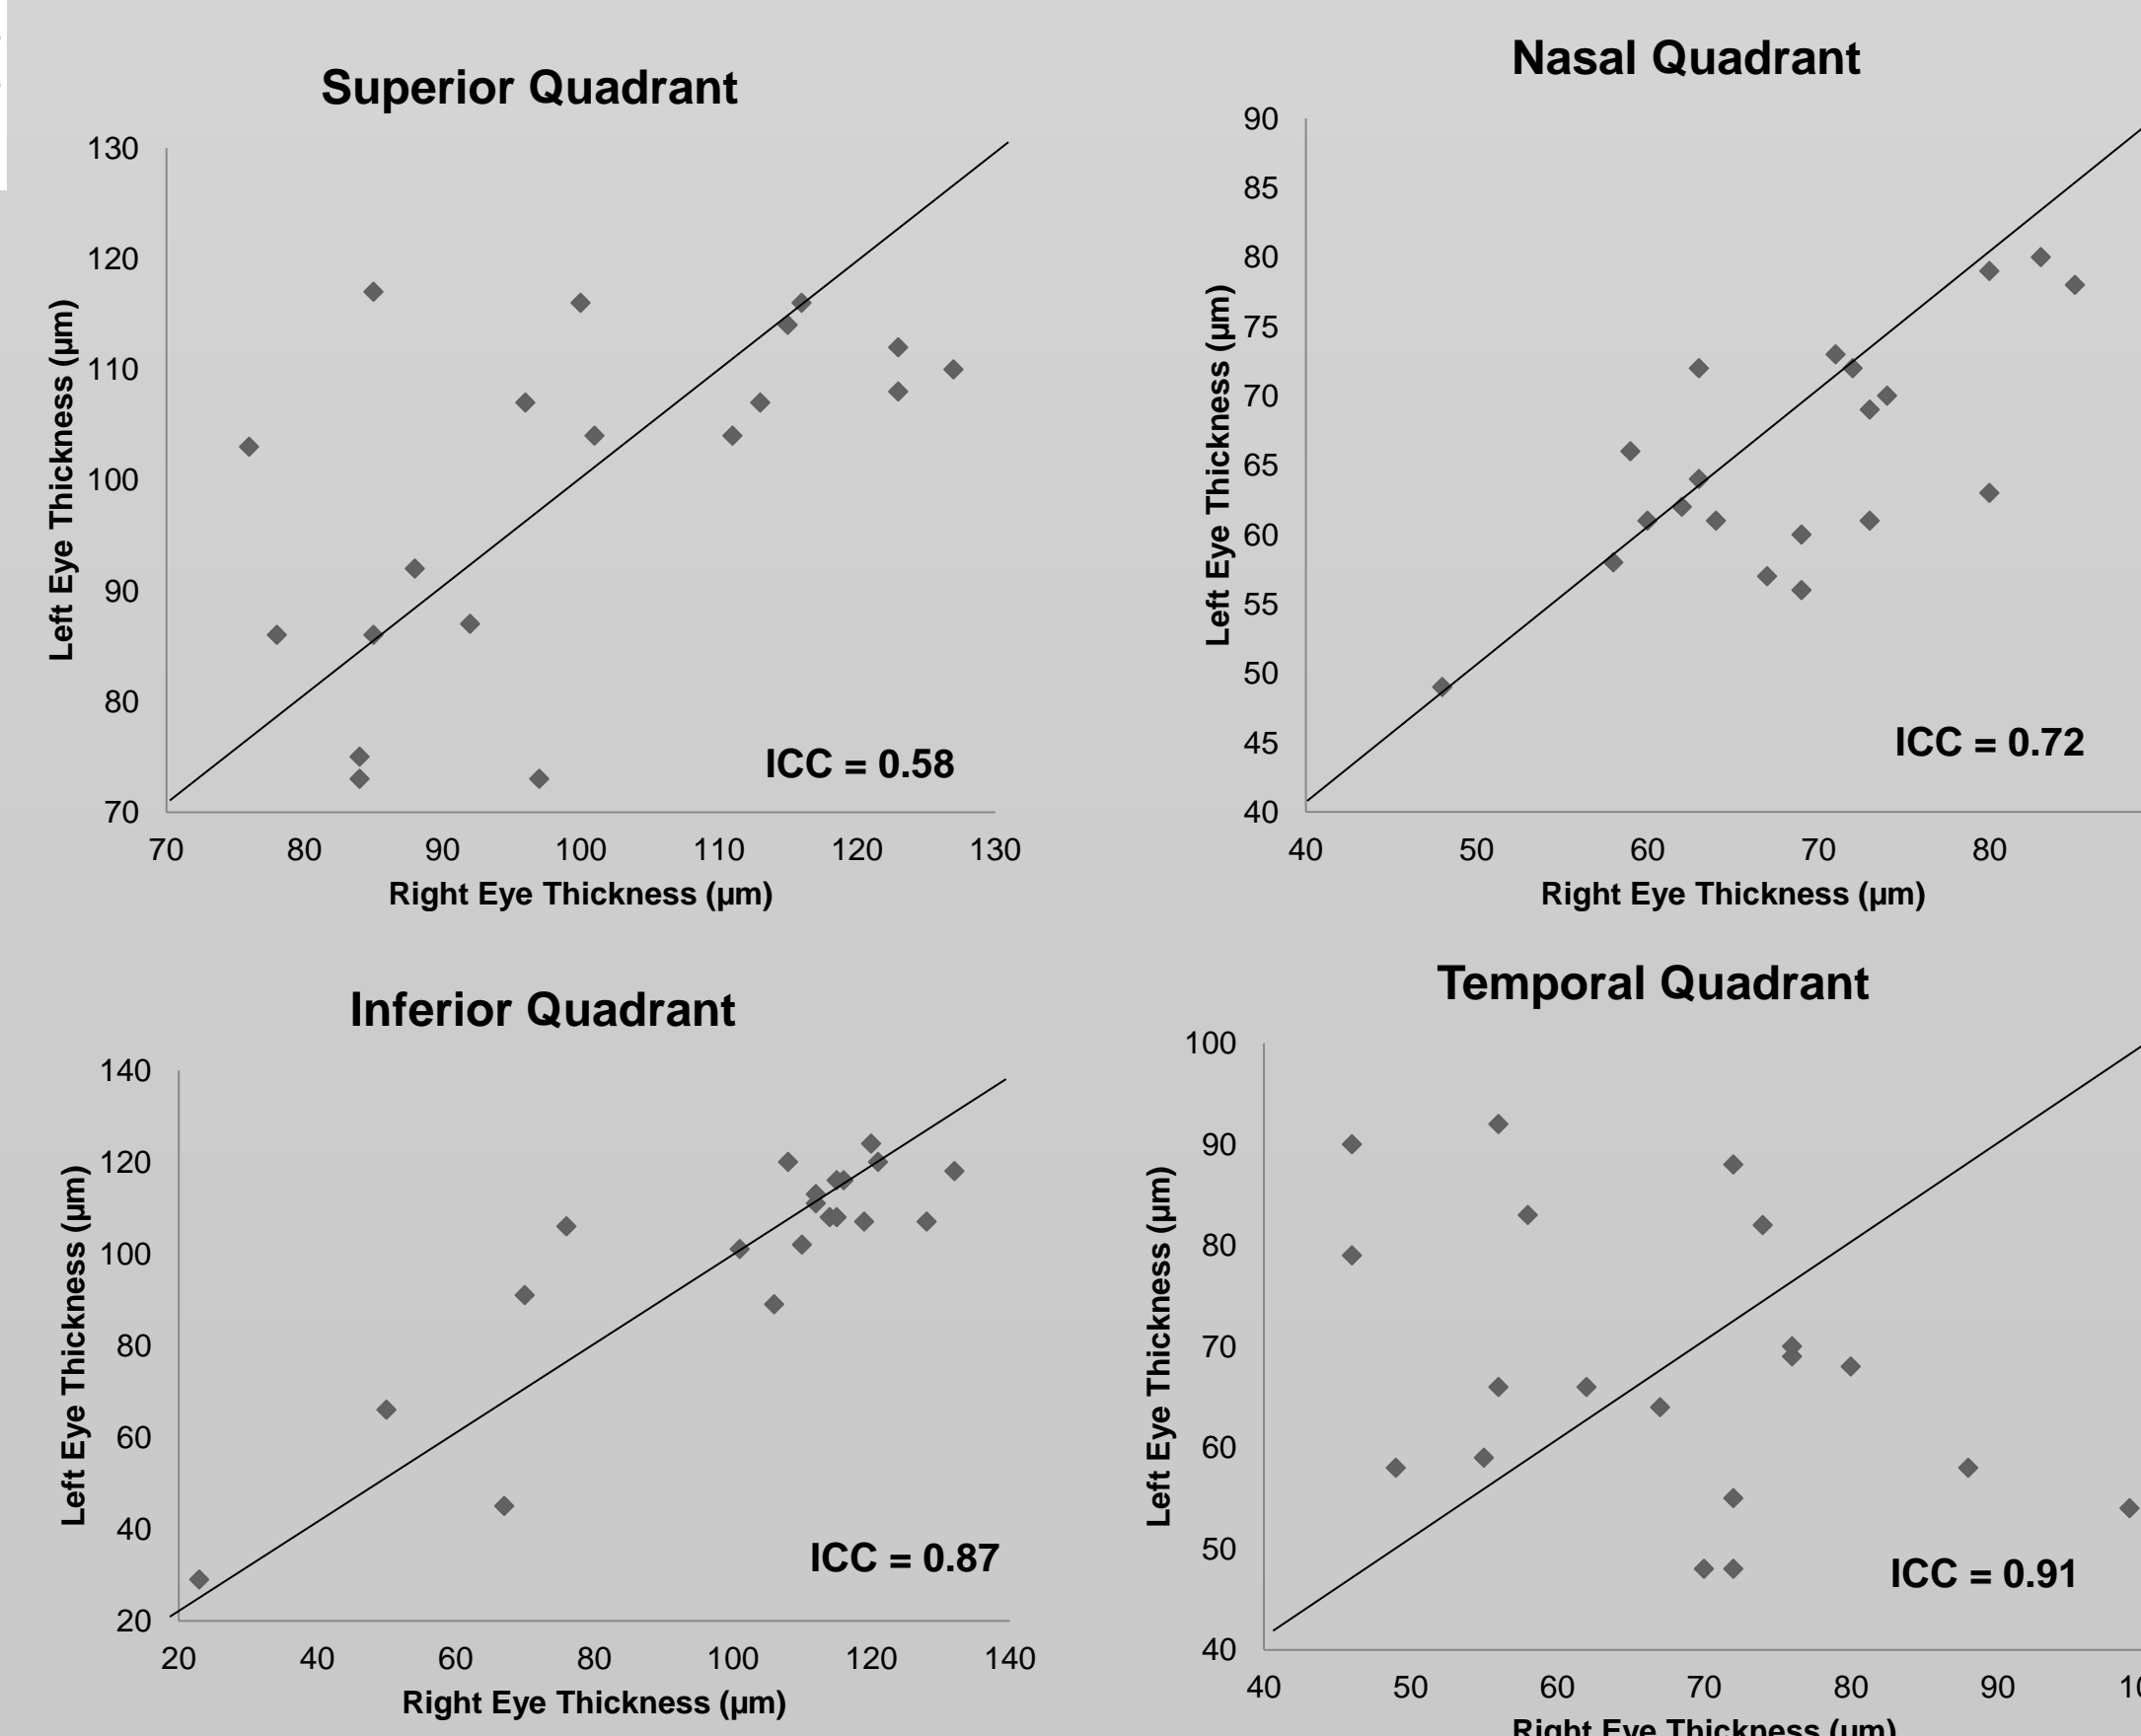 Superior Quadrant
130
120
110
100
90
80
70
70 80 90 100 110 120 130
Left Eye Thickness (µm)
Right Eye Thickness (µm)
ICC = 0.58
Nasal Quadrant
90
85
80
75
70
65
60
55
50
45
40
40 50 60 70 80
Left Eye Thickness (µm)
Right Eye Thickness (µm)
ICC = 0.72
Inferior Quadrant
140
120
100
80
60
40
20
20 40 60 80 100 120 140
Left Eye Thickness (µm)
Right Eye Thickness (µm)
ICC = 0.87
Temporal Quadrant
100
90
80
70
60
50
40
40 50 60 70 80 90
Left Eye Thickness (µm)
Right Eye Thickness (µm)
ICC = 0.91